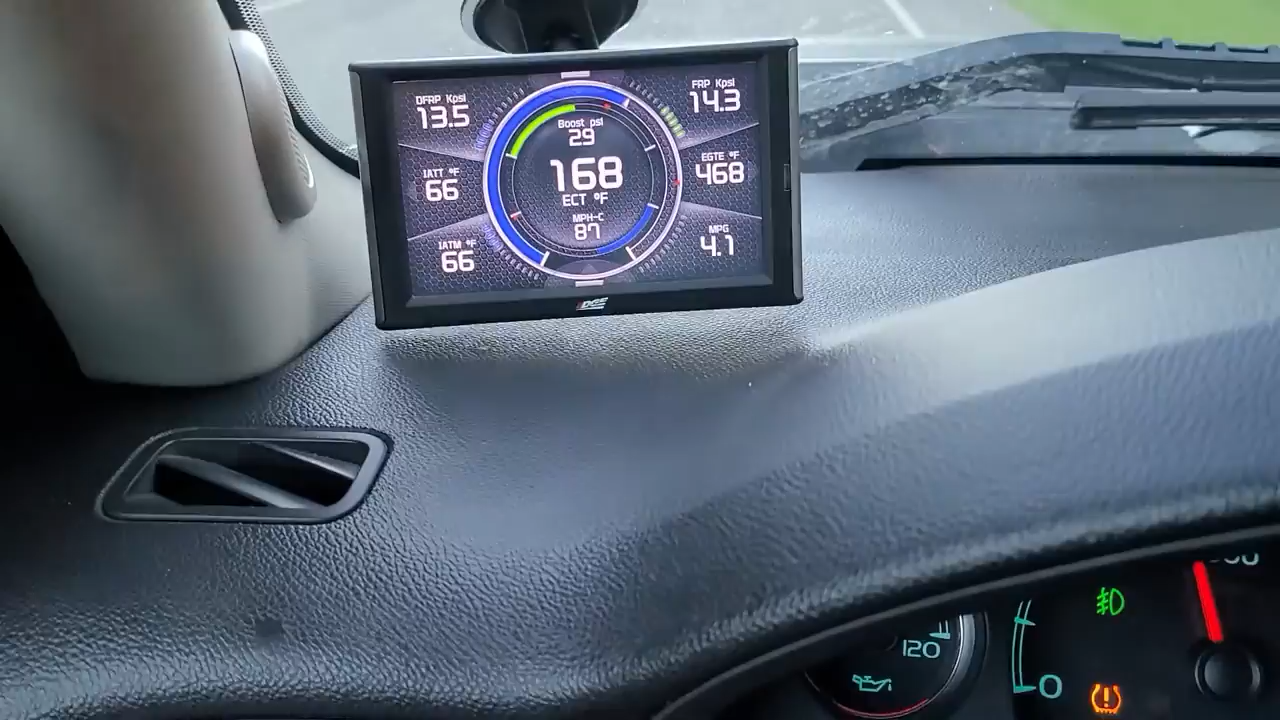 DFRP Kpsi
13.5
FRP Kpsi
14.3
Boost psi
29
IATT °F
66
168
ECT °F
EGTE °F
468
MPH-C
87
IATM °F
66
MPG
4.1
EDGE
120
0